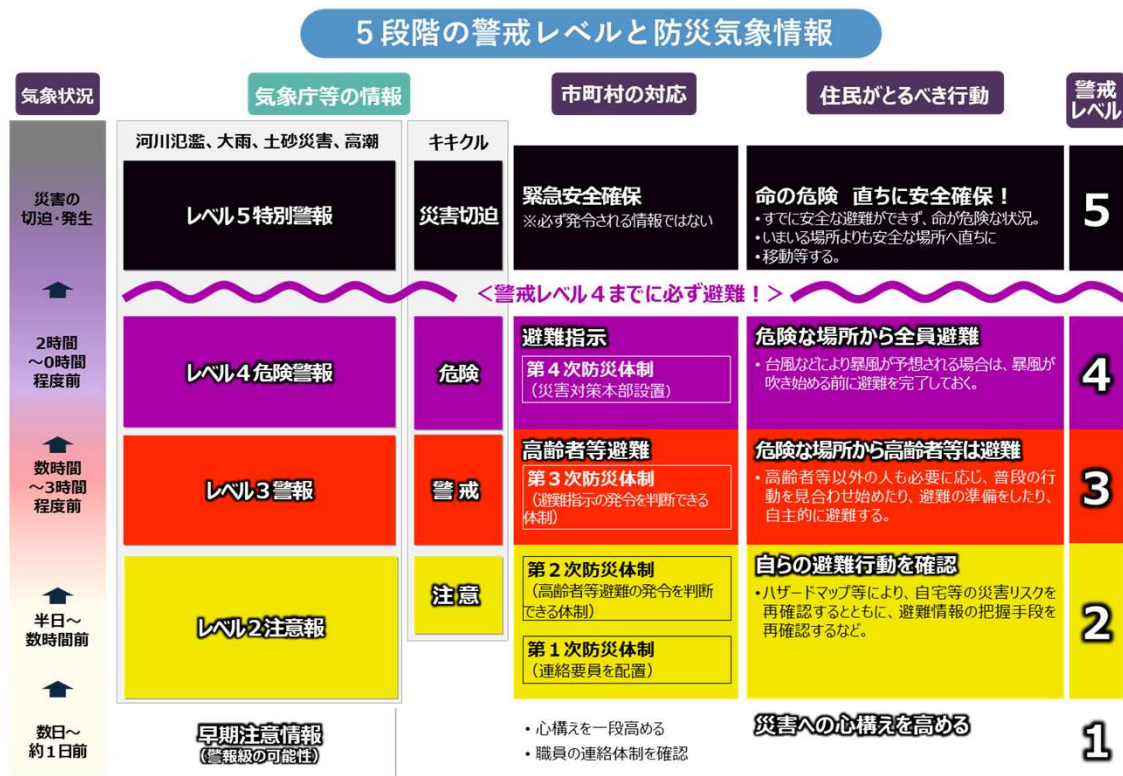 ５段階の警戒レベルと防災気象情報
気象状況
気象庁等の情報
市町村の対応
住民がとるべき行動
警戒
レベル
河川氾濫、大雨、土砂災害、高潮
キキクル
災害の
切迫・発生
レベル５特別警報
災害切迫
緊急安全確保
※必ず発令される情報ではない
命の危険 直ちに安全確保！
・すでに安全な避難ができず、命が危険な状況。
・いまいる場所よりも安全な場所へ直ちに
・移動等する。
5
＜警戒レベル４までに必ず避難！＞
2時間
～0時間
程度前
レベル４危険警報
危険
避難指示
第４次防災体制
（災害対策本部設置）
危険な場所から全員避難
・台風などにより暴風が予想される場合は、暴風が
吹き始める前に避難を完了しておく。
4
数時間
～3時間
程度前
レベル３警報
警戒
高齢者等避難
第３次防災体制
（避難指示の発令を判断できる
体制）
危険な場所から高齢者等は避難
・高齢者等以外の人も必要に応じ、普段の行
動を見合わせ始めたり、避難の準備をしたり、
自主的に避難する。
3
半日～
数時間前
レベル２注意報
注意
第２次防災体制
（高齢者等避難の発令を判断
できる体制）
第１次防災体制
（連絡要員を配置）
自らの避難行動を確認
・ハザードマップ等により、自宅等の災害リスクを
再確認するとともに、避難情報の把握手段を
再確認するなど。
2
数日～
約１日前
早期注意情報
（警報級の可能性）
・心構えを一段高める
・職員の連絡体制を確認
災害への心構えを高める
1